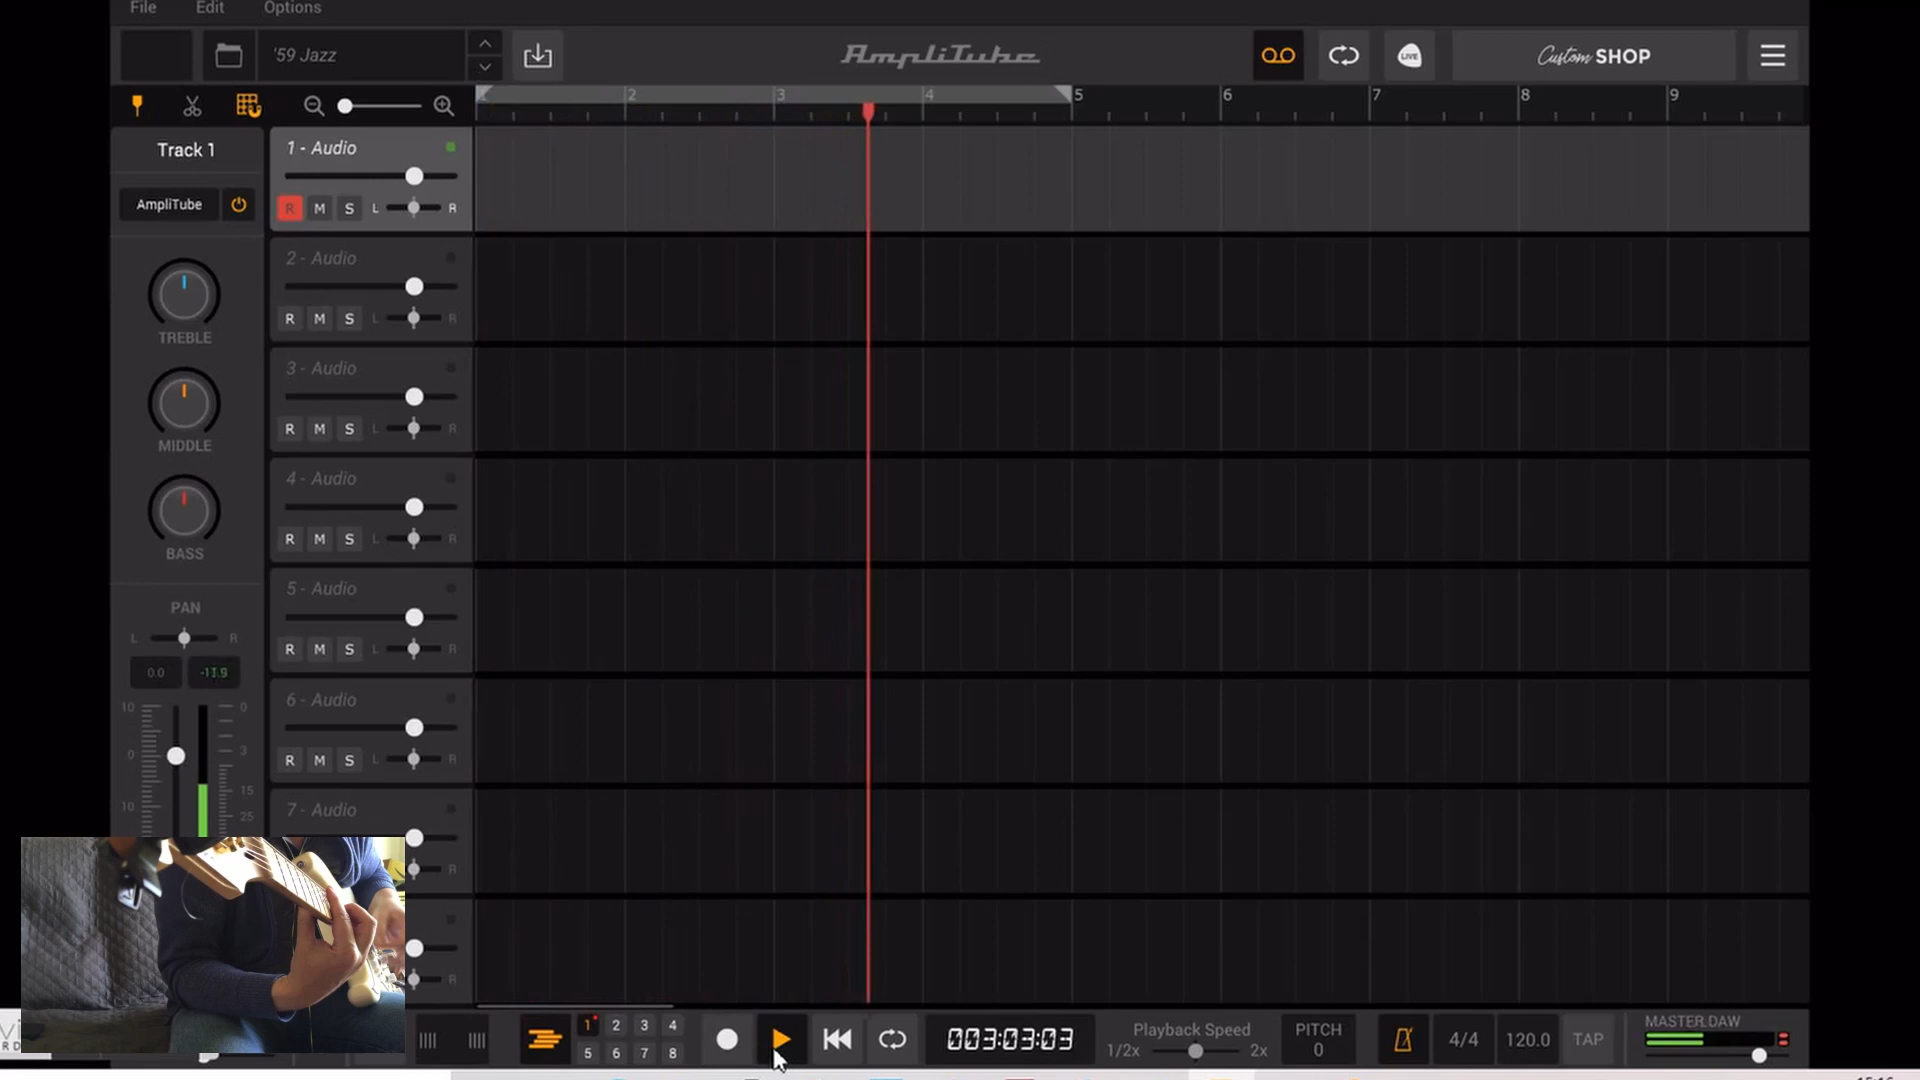 File Edit Options
'59 Jazz
AmpliTube
LIVE
Custom SHOP
1 2 3 4 5 6 7 8 9
Track 1
AmpliTube
TREBLE
MIDDLE
BASS
PAN
L R
0.0
10 0
0 3
15
10 25
1 - Audio
R M S L R
2 - Audio
R M S L R
3 - Audio
R M S L R
4 - Audio
R M S L R
5 - Audio
R M S L R
6 - Audio
R M S L R
7 - Audio
R
R
1 2 3 4
5 6 7 8
003:03:03
Playback Speed
1/2x 2x
PITCH
0
4/4
120.0
TAP
MASTER DAW